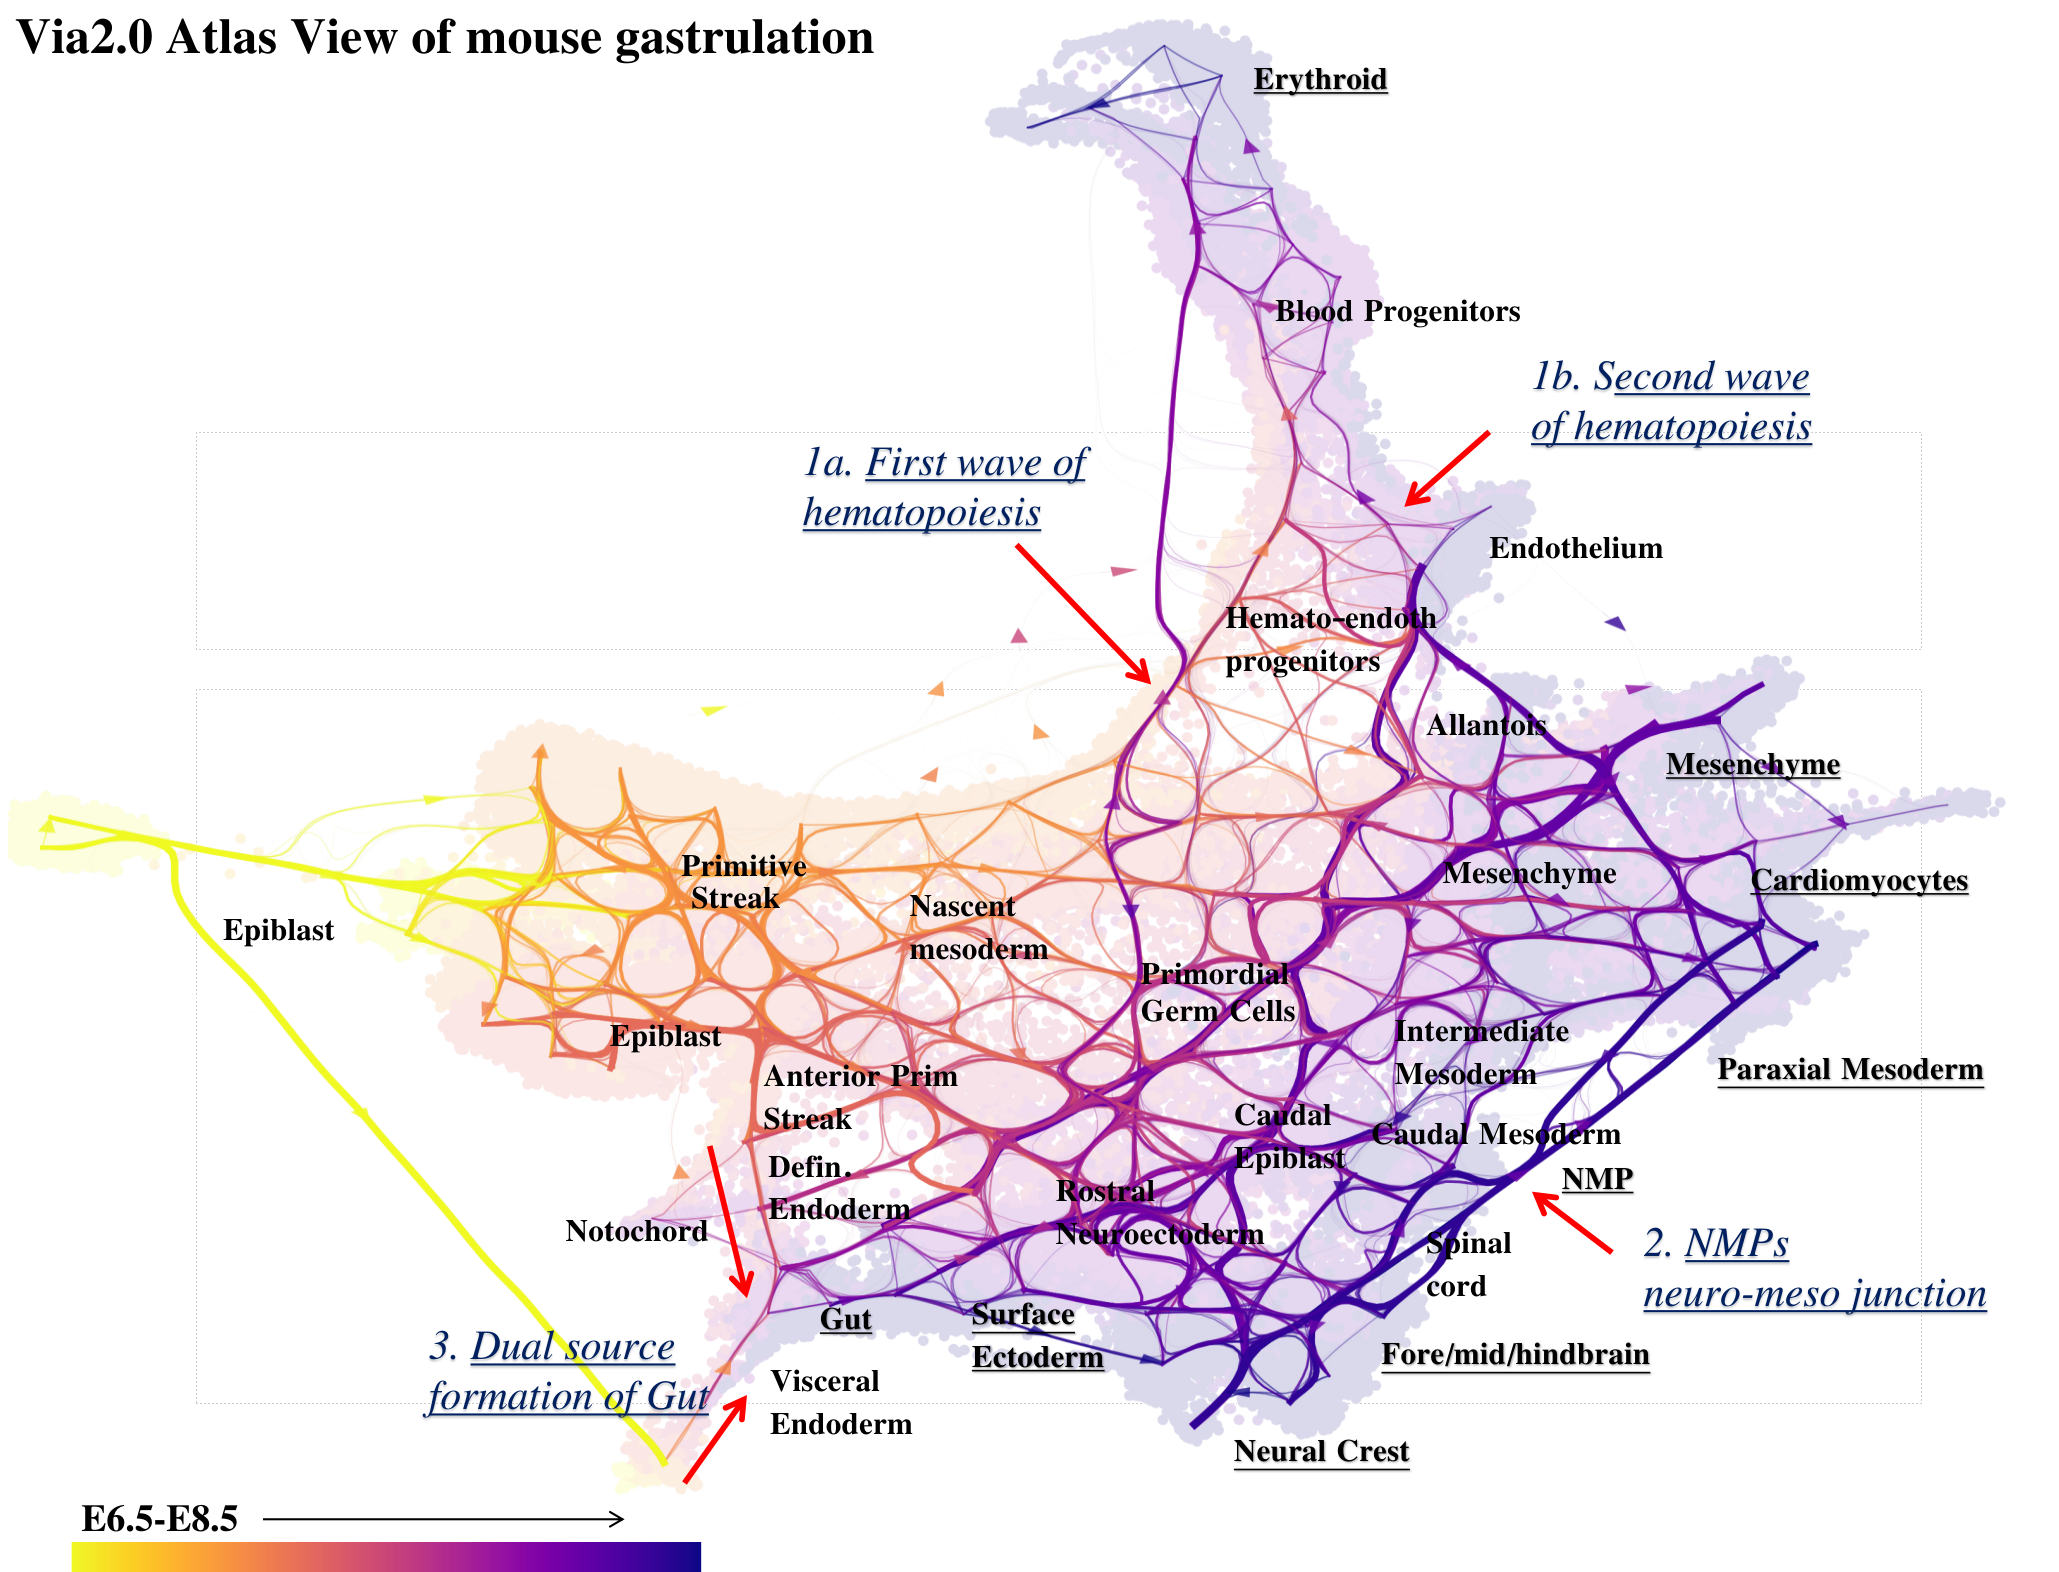 Via2.0 Atlas View of mouse gastrulation
Erythroid
Blood Progenitors
1b. Second wave
of hematopoiesis
1a. First wave of
hematopoiesis
Endothelium
Hemato-endoth
progenitors
Allantois
Mesenchyme
Primitive
Streak
Mesenchyme
Cardiomyocytes
Epiblast
Nascent
mesoderm
Primordial
Germ Cells
Epiblast
Intermediate
Mesoderm
Paraxial Mesoderm
Anterior Prim
Streak
Caudal
Epiblast
Caudal Mesoderm
Defin.
Endoderm
NMP
Rostral
Neuroectoderm
Notochord
Spinal
cord
2. NMPs
neuro-meso junction
Gut
Surface
Ectoderm
3. Dual source
formation of Gut
Fore/mid/hindbrain
Visceral
Endoderm
Neural Crest
E6.5-E8.5